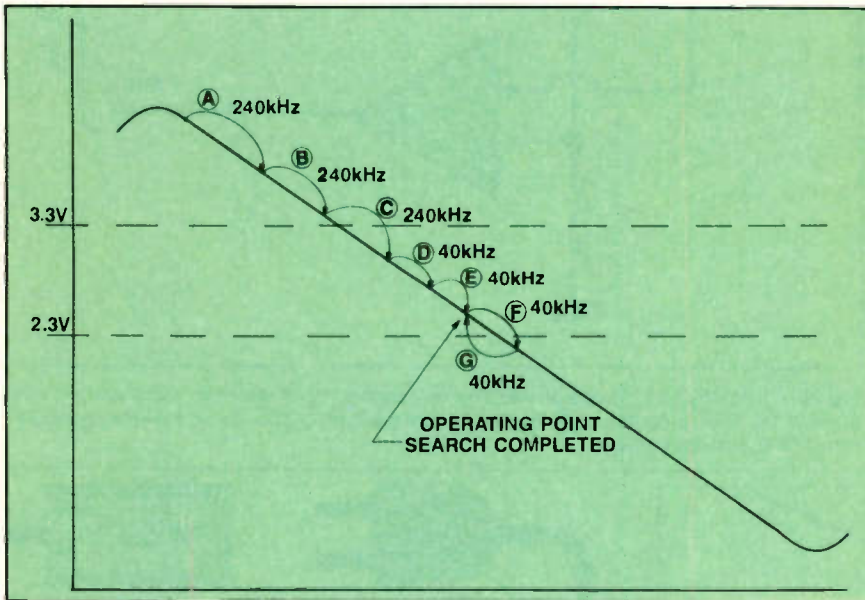 A 240kHz
B 240kHz
3.3V
C 240kHz
D 40kHz
E 40kHz
F 40kHz
2.3V
G 40kHz
OPERATING POINT
SEARCH COMPLETED